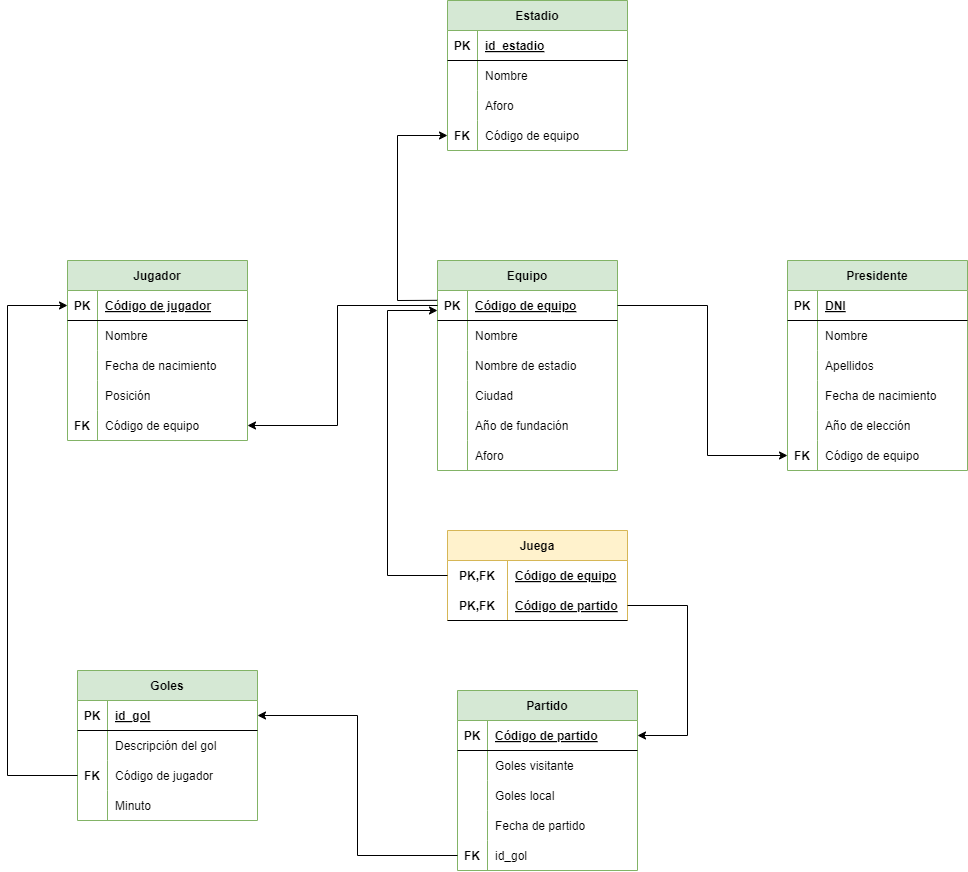 Estadio
PK id_estadio
Nombre
Aforo
FK Código de equipo
Jugador
PK Código de jugador
Nombre
Fecha de nacimiento
Posición
FK Código de equipo
Equipo
PK Código de equipo
Nombre
Nombre de estadio
Ciudad
Año de fundación
Aforo
Presidente
PK DNI
Nombre
Apellidos
Fecha de nacimiento
Año de elección
FK Código de equipo
Juega
PK,FK Código de equipo
PK,FK Código de partido
Goles
PK id_gol
Descripción del gol
FK Código de jugador
Minuto
Partido
PK Código de partido
Goles visitante
Goles local
Fecha de partido
FK id_gol